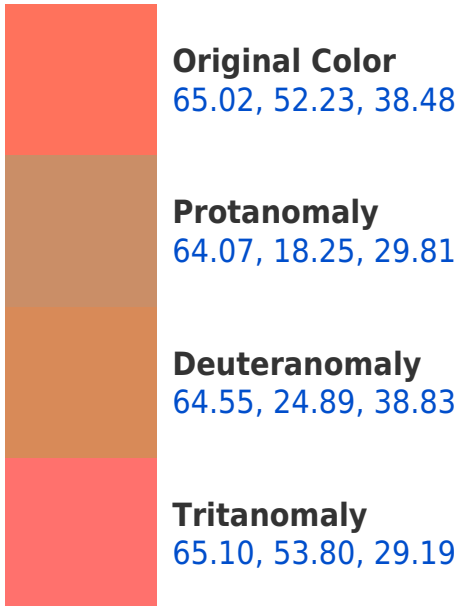 Original Color
65.02, 52.23, 38.48
Protanomaly
64.07, 18.25, 29.81
Deuteranomaly
64.55, 24.89, 38.83
Tritanomaly
65.10, 53.80, 29.19